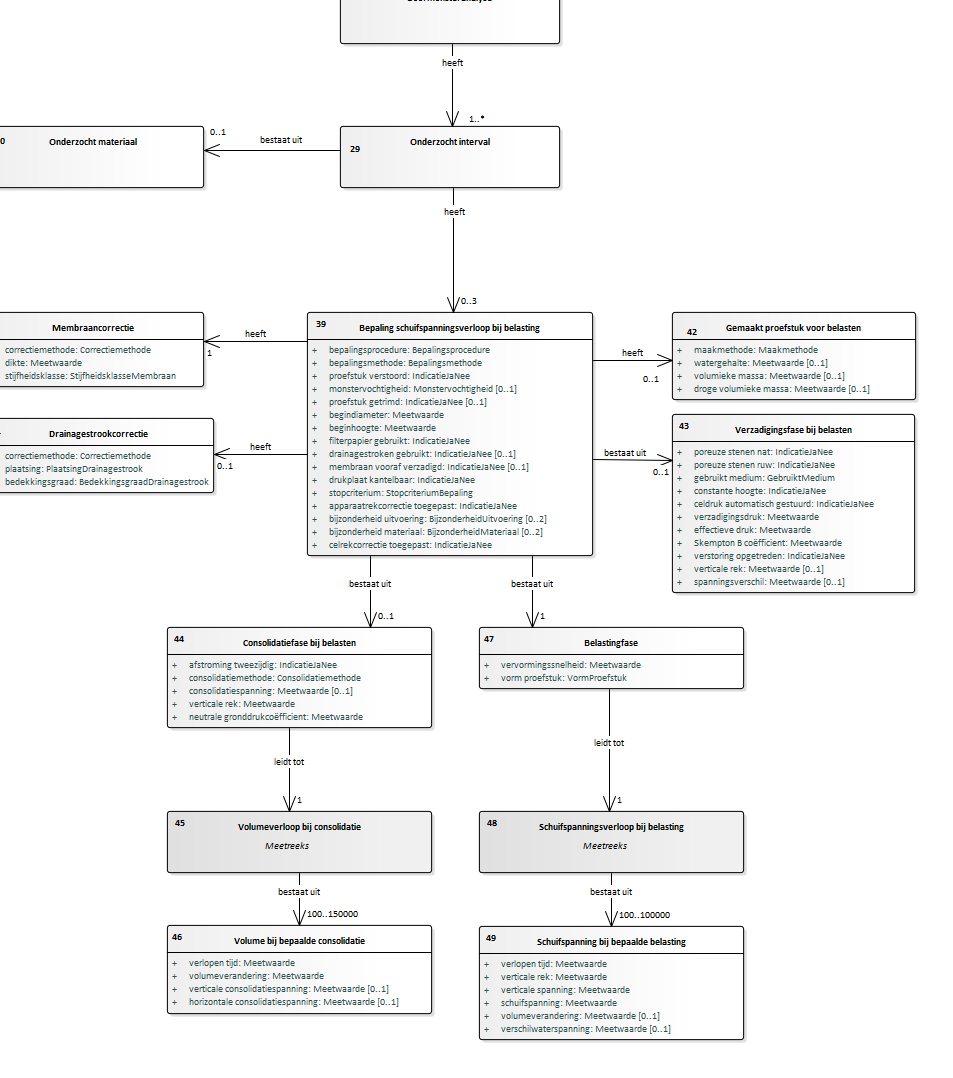 heeft
1..*
0
Onderzocht materiaal
0..1
bestaat uit
29
Onderzocht interval
heeft
0..3
Membraancorrectie
correctiemethode: Correctiemethode
dikte: Meetwaarde
stijfheidsklasse: StijfheidsklasseMembraan
heeft
1
Drainagestrookcorrectie
correctiemethode: Correctiemethode
plaatsing: PlaatsingDrainagestrook
bedekkingsgraad: BedekkingsgraadDrainagestrook
heeft
0..1
39
Bepaling schuifspanningsverloop bij belasting
+ bepalingsprocedure: Bepalingsprocedure
+ bepalingsmethode: Bepalingsmethode
+ proefstuk verstoord: IndicatieJaNee
+ monstervochtigheid: Monstervochtigheid [0..1]
+ proefstuk getrimd: IndicatieJaNee [0..1]
+ begindiameter: Meetwaarde
+ beginhoogte: Meetwaarde
+ filterpapier gebruikt: IndicatieJaNee
+ drainagestroken gebruikt: IndicatieJaNee [0..1]
+ membraan vooraf verzadigd: IndicatieJaNee [0..1]
+ drukplaat kantelbaar: IndicatieJaNee
+ stopcriterium: StopcriteriumBepaling
+ apparaatrekcorrectie toegepast: IndicatieJaNee
+ bijzonderheid uitvoering: BijzonderheidUitvoering [0..2]
+ bijzonderheid materiaal: BijzonderheidMateriaal [0..2]
+ celrekcorrectie toegepast: IndicatieJaNee
heeft
0..1
42
Gemaakt proefstuk voor belasten
+ maakmethode: Maakmethode
+ watergehalte: Meetwaarde [0..1]
+ volumieke massa: Meetwaarde [0..1]
+ droge volumieke massa: Meetwaarde [0..1]
bestaat uit
0..1
43
Verzadigingsfase bij belasten
+ poreuze stenen nat: IndicatieJaNee
+ poreuze stenen ruw: IndicatieJaNee
+ gebruikt medium: GebruiktMedium
+ constante hoogte: IndicatieJaNee
+ celdruk automatisch gestuurd: IndicatieJaNee
+ verzadigingsdruk: Meetwaarde
+ effectieve druk: Meetwaarde
+ Skempton B coëfficient: Meetwaarde
+ verstoring opgetreden: IndicatieJaNee
+ verticale rek: Meetwaarde [0..1]
+ spanningsverschil: Meetwaarde [0..1]
bestaat uit
0..1
bestaat uit
1
44
Consolidatiefase bij belasten
+ afstroming tweezijdig: IndicatieJaNee
+ consolidatiemethode: Consolidatiemethode
+ consolidatiespanning: Meetwaarde [0..1]
+ verticale rek: Meetwaarde
+ neutrale gronddrukcoëfficient: Meetwaarde
47
Belastingfase
+ vervormingssnelheid: Meetwaarde
+ vorm proefstuk: VormProefstuk
leidt tot
1
leidt tot
1
45
Volumeverloop bij consolidatie
Meetreeks
48
Schuifspanningsverloop bij belasting
Meetreeks
bestaat uit
100..150000
bestaat uit
100..100000
46
Volume bij bepaalde consolidatie
+ verlopen tijd: Meetwaarde
+ volumeverandering: Meetwaarde
+ verticale consolidatiespanning: Meetwaarde [0..1]
+ horizontale consolidatiespanning: Meetwaarde [0..1]
49
Schuifspanning bij bepaalde belasting
+ verlopen tijd: Meetwaarde
+ verticale rek: Meetwaarde
+ verticale spanning: Meetwaarde
+ schuifspanning: Meetwaarde
+ volumeverandering: Meetwaarde [0..1]
+ verschilwaterspanning: Meetwaarde [0..1]